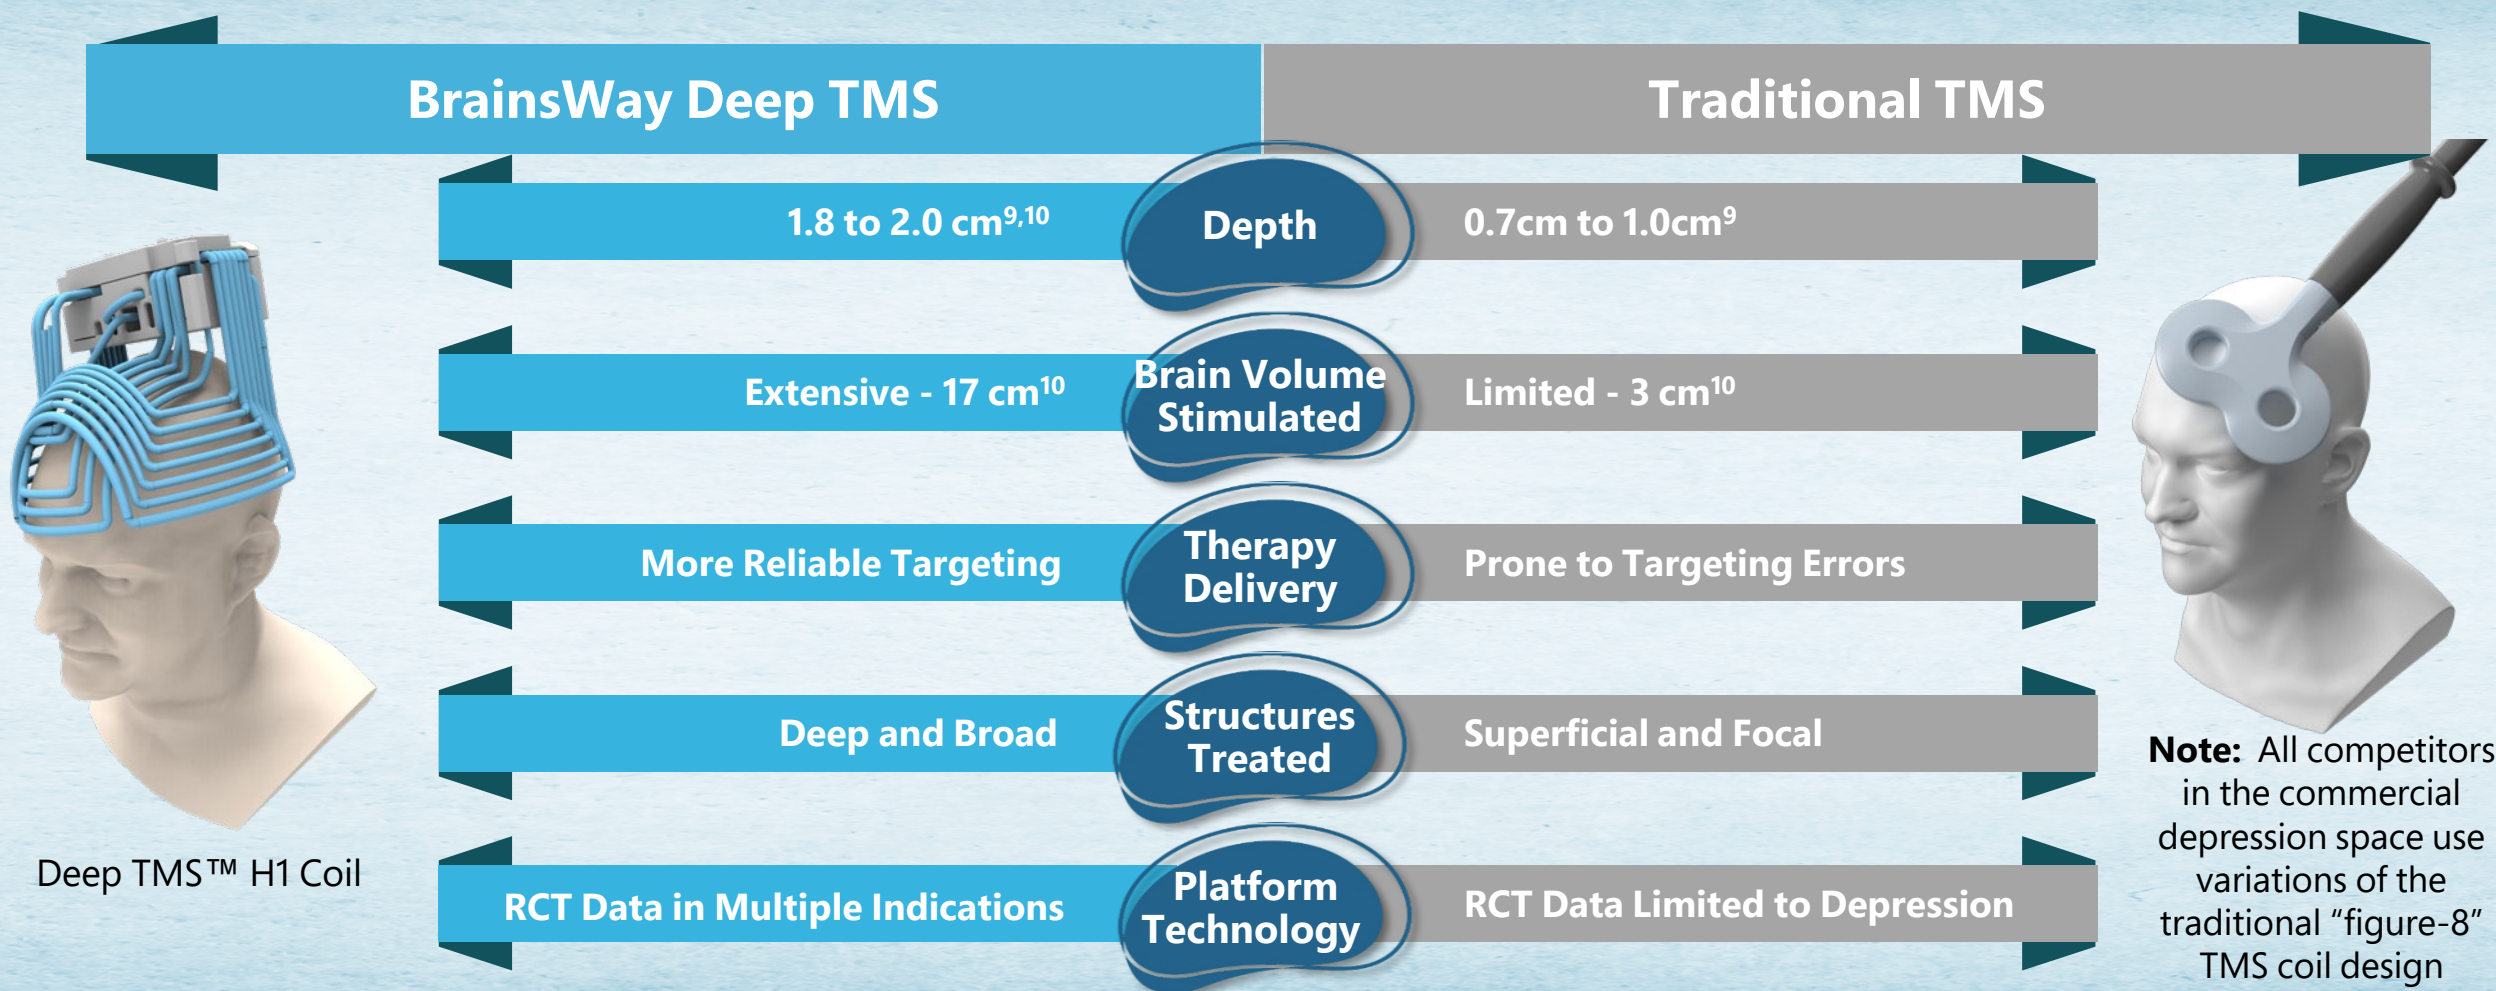 BrainsWay Deep TMS
Traditional TMS
1.8 to 2.0 cm9,10
Depth
0.7cm to 1.0cm9
Extensive - 17 cm10
Brain Volume
Stimulated
Limited - 3 cm10
More Reliable Targeting
Therapy
Delivery
Prone to Targeting Errors
Deep and Broad
Structures
Treated
Superficial and Focal
RCT Data in Multiple Indications
Platform
Technology
RCT Data Limited to Depression
Deep TMS™ H1 Coil
Note: All competitors
in the commercial
depression space use
variations of the
traditional “figure-8”
TMS coil design